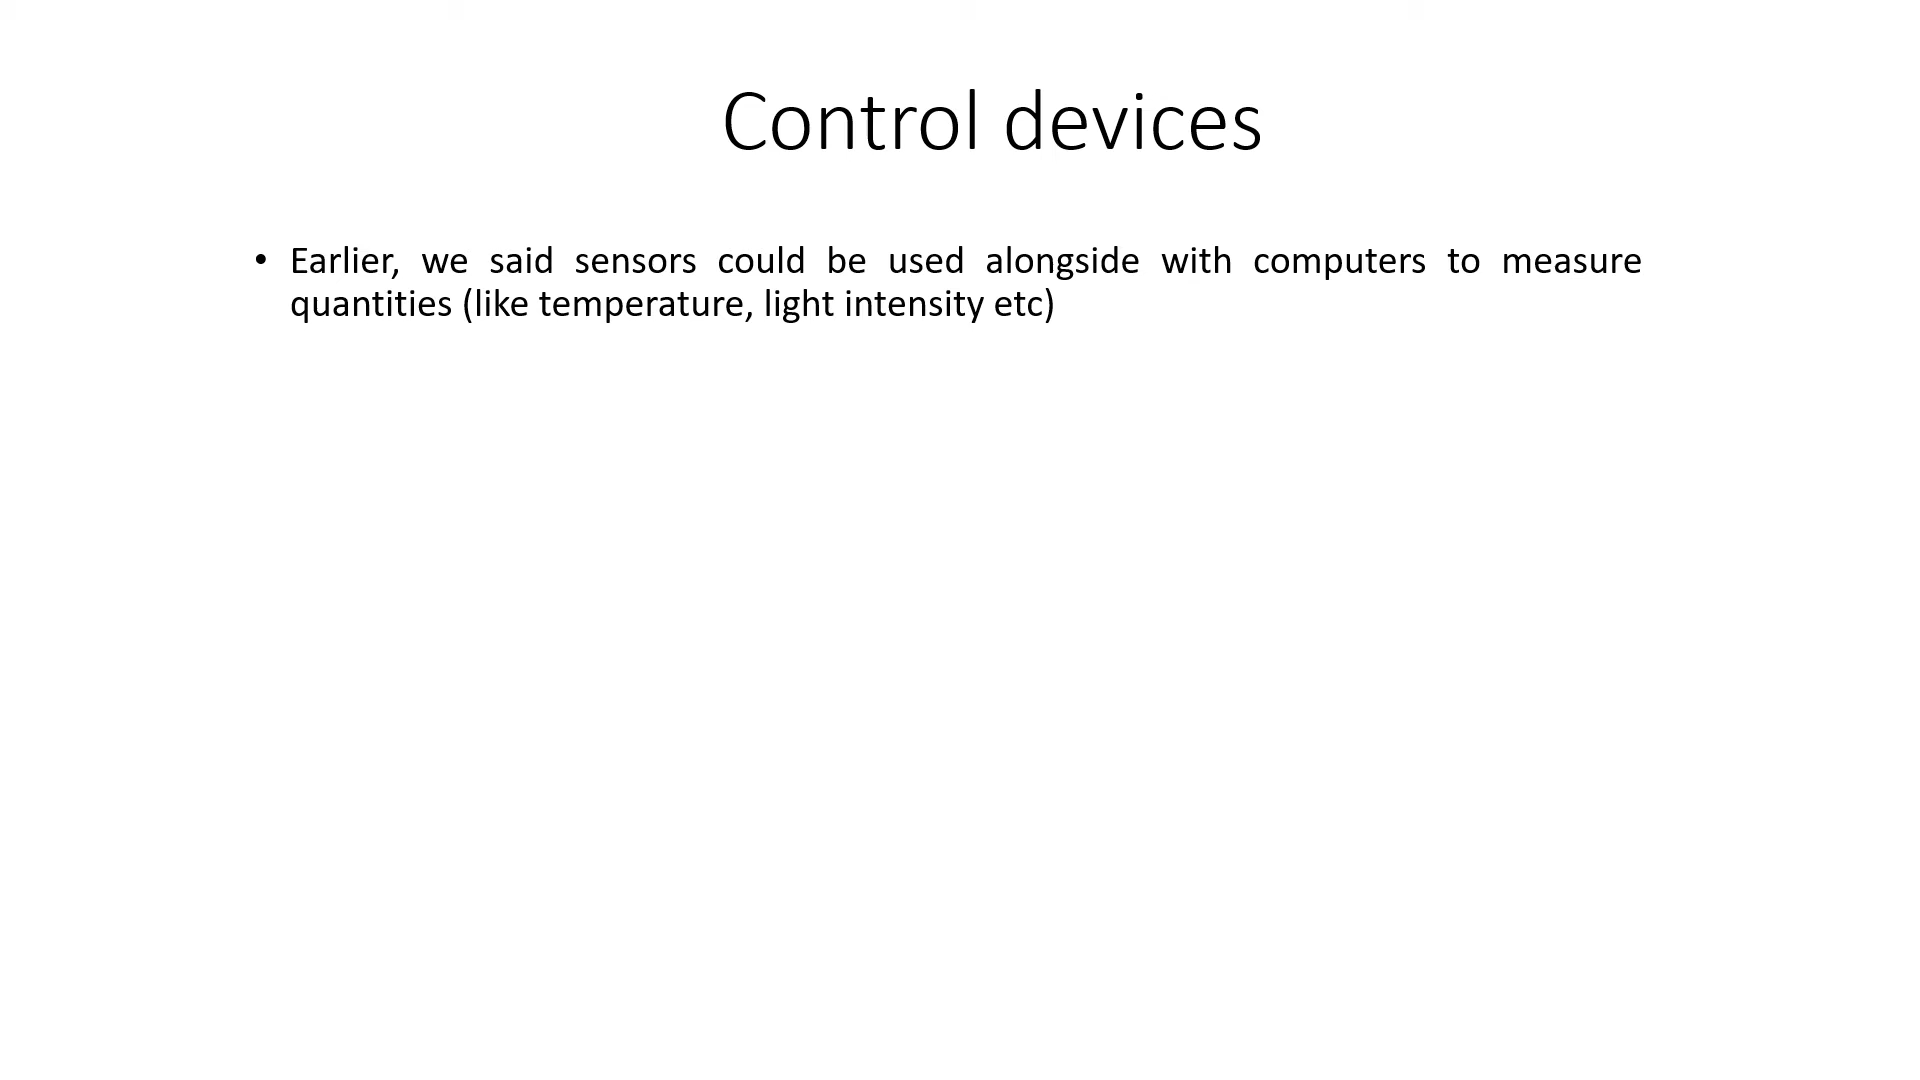 Control devices
• Earlier, we said sensors could be used alongside with computers to measure
quantities (like temperature, light intensity etc)